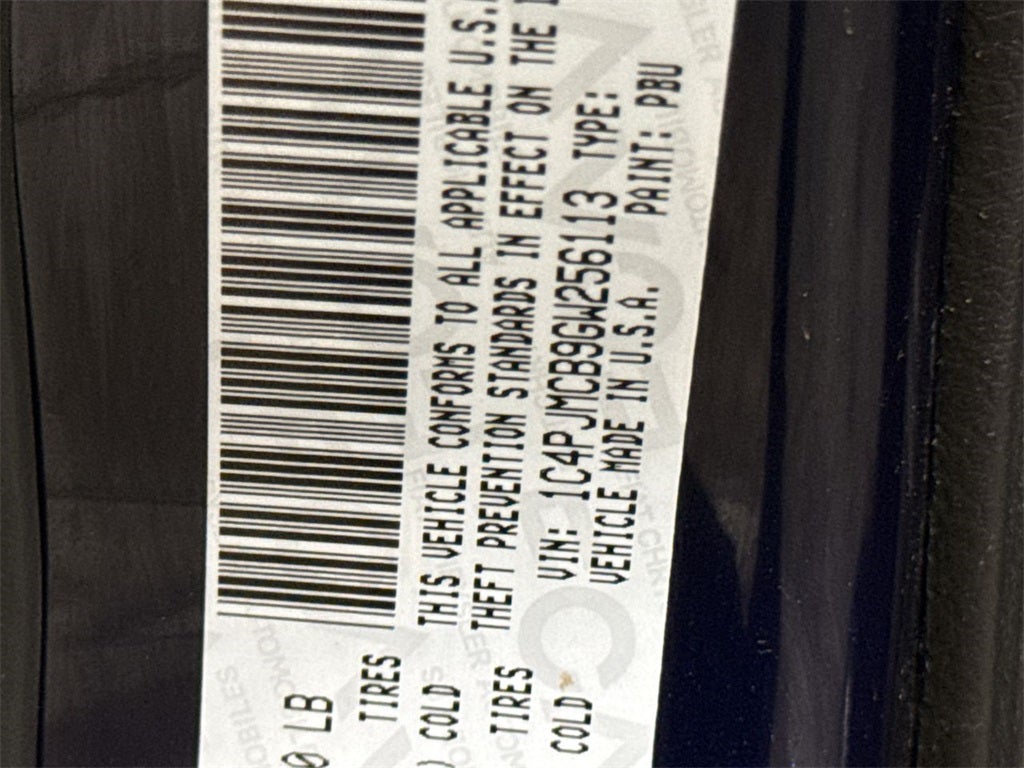 0 LB
TIRES
) COLD
THIS VEHICLE CONFORMS TO ALL APPLICABLE U.S.
TIRES
THEFT PREVENTION STANDARDS IN EFFECT ON THE
COLD
VIN: 1C4PJMCB9GW256113 TYPE:
VEHICLE MADE IN U.S.A. PAINT: PBU